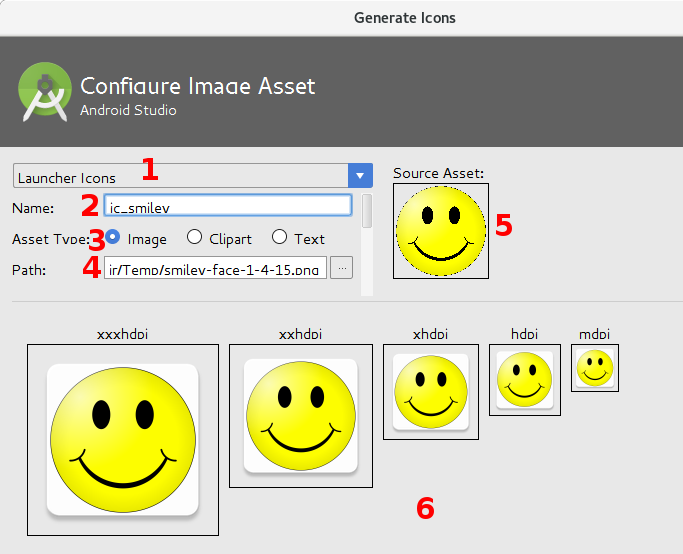 Generate Icons
Configure Image Asset
Android Studio
Launcher Icons 1
Source Asset:
Name: 2 ic_smiley
5
Asset Type: 3 Image Clipart Text
Path: 4 ir/Temp/smiley-face-1-4-15.png ...
xxxhdpi xxhdpi xhdpi hdpi mdpi
6